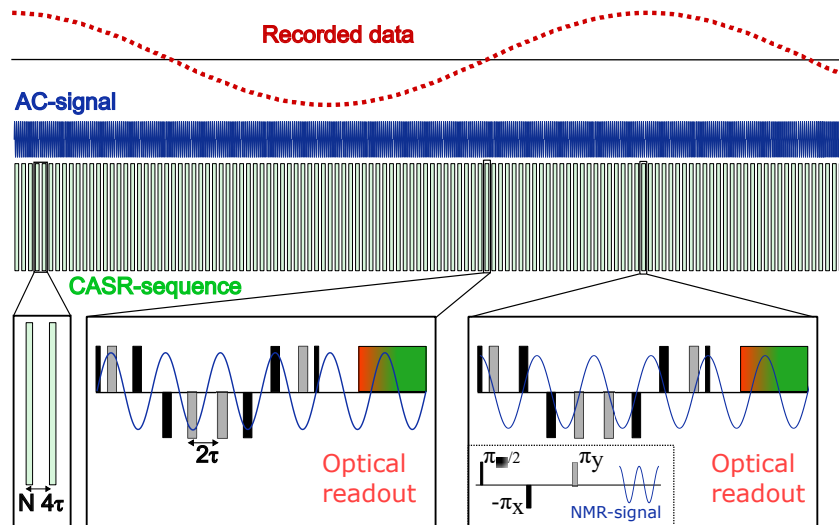 Recorded data
AC-signal
CASR-sequence
N 4τ
2τ
Optical
readout
π/2
-πx
πy
NMR-signal
Optical
readout